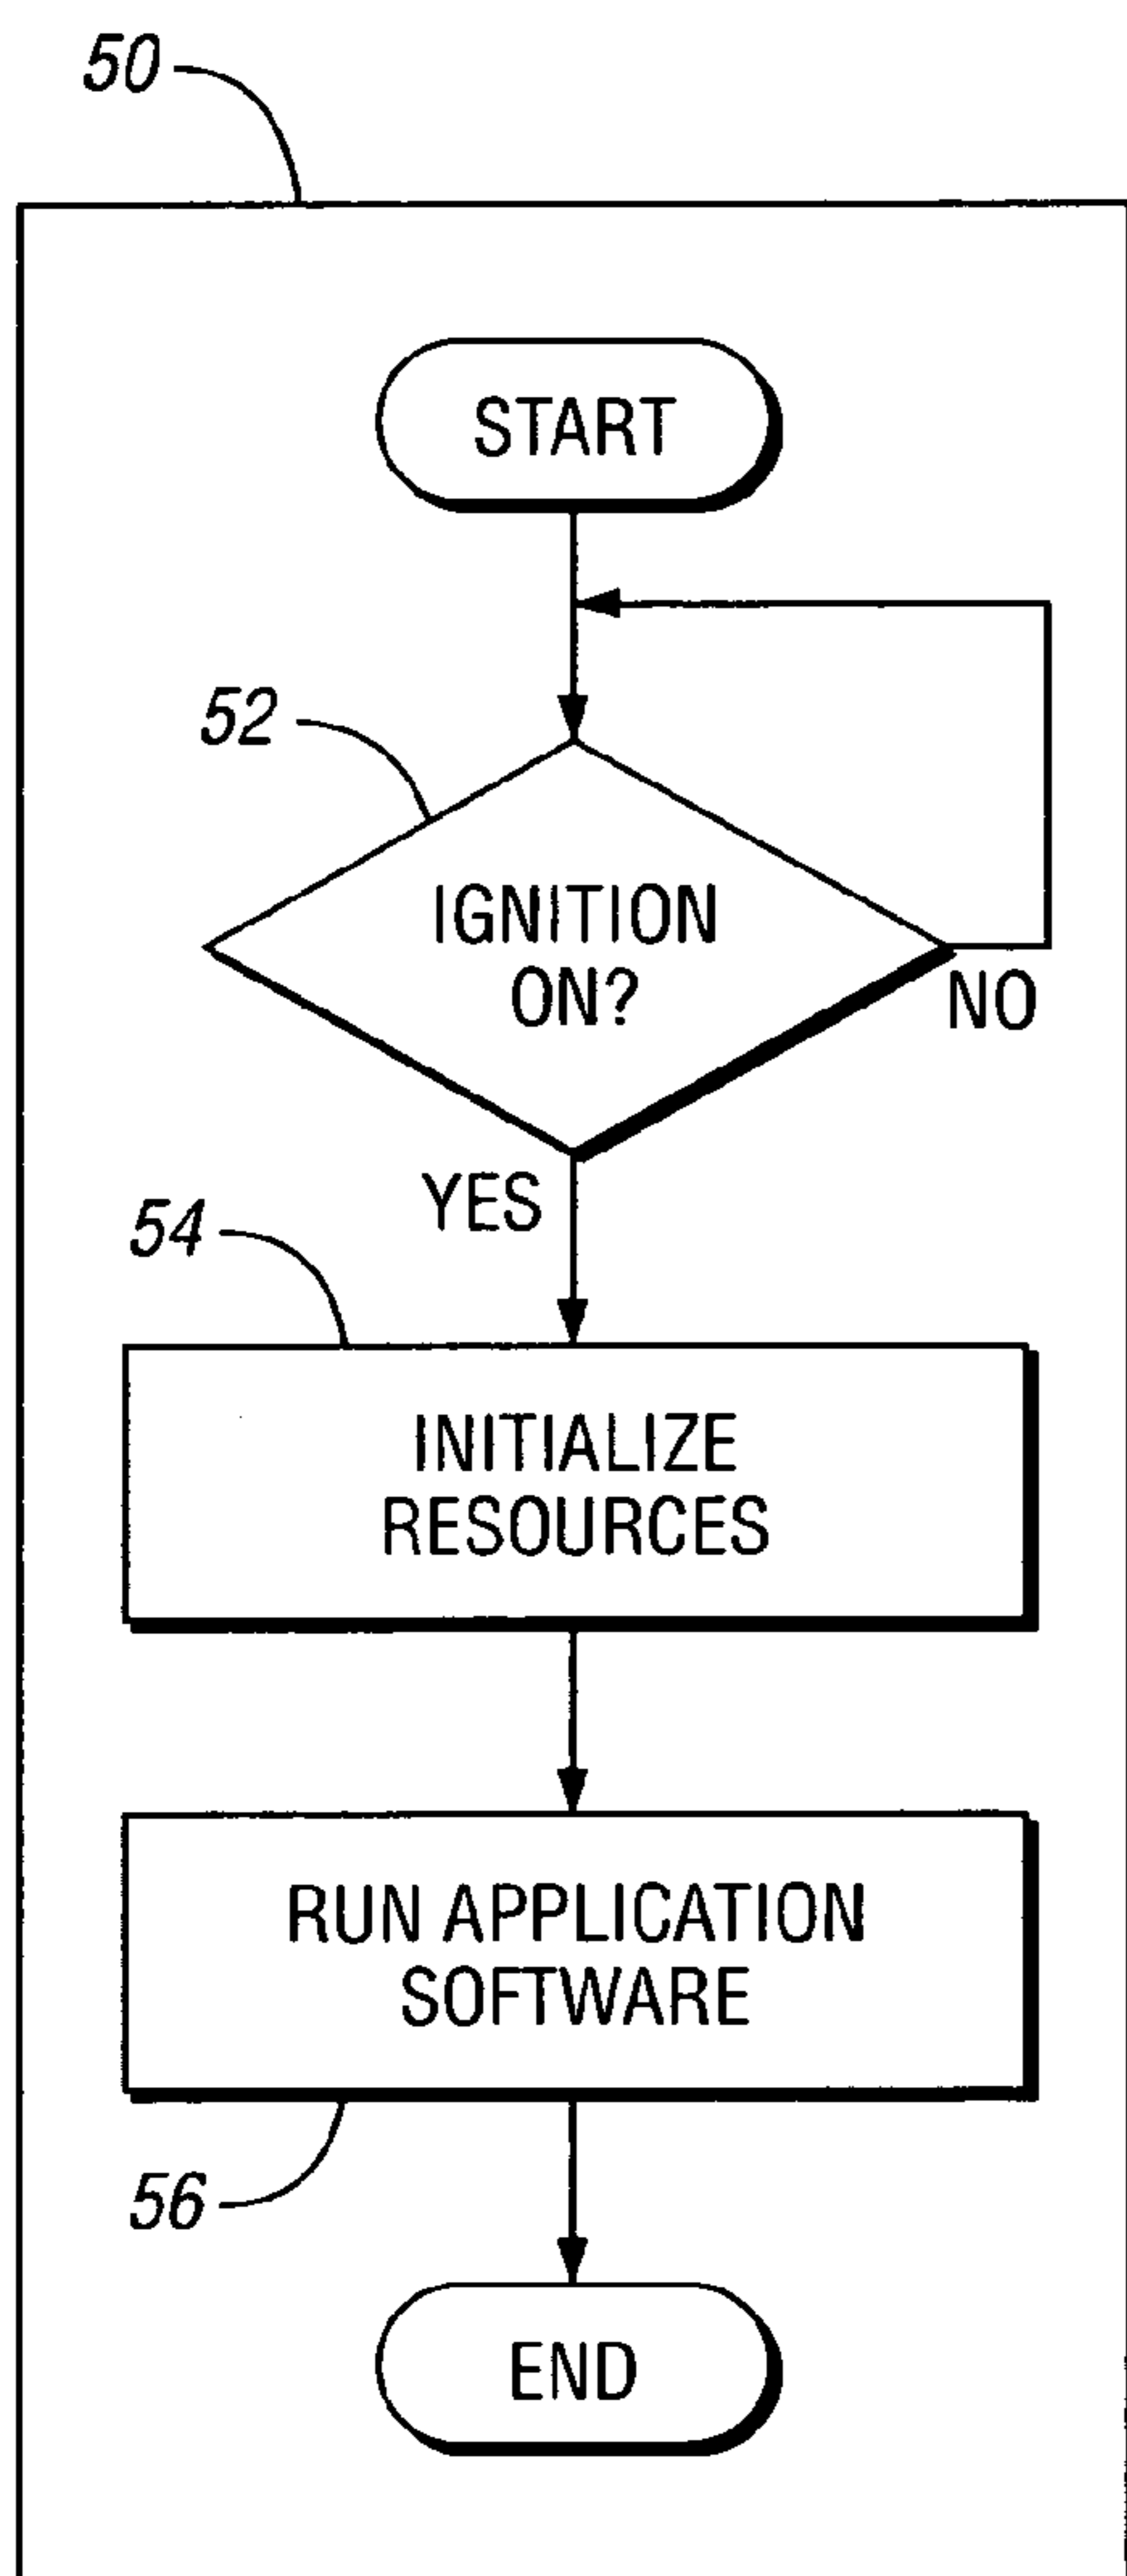 50
START
52
IGNITION
ON?
NO
YES
54
INITIALIZE
RESOURCES
RUN APPLICATION
SOFTWARE
56
END